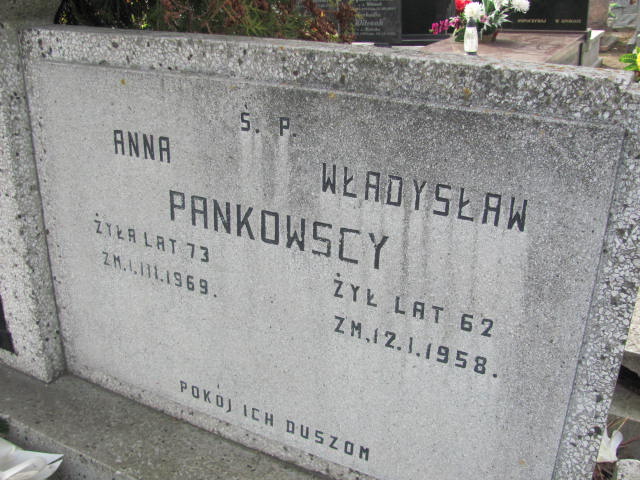 Ś. P.
ANNA
WŁADYSŁAW
PANKOWSCY
ŻYŁA LAT 73
ZM. 1.III.1969.
ŻYŁ LAT 62
ZM. 12.I.1958.
POKÓJ ICH DUSZOM